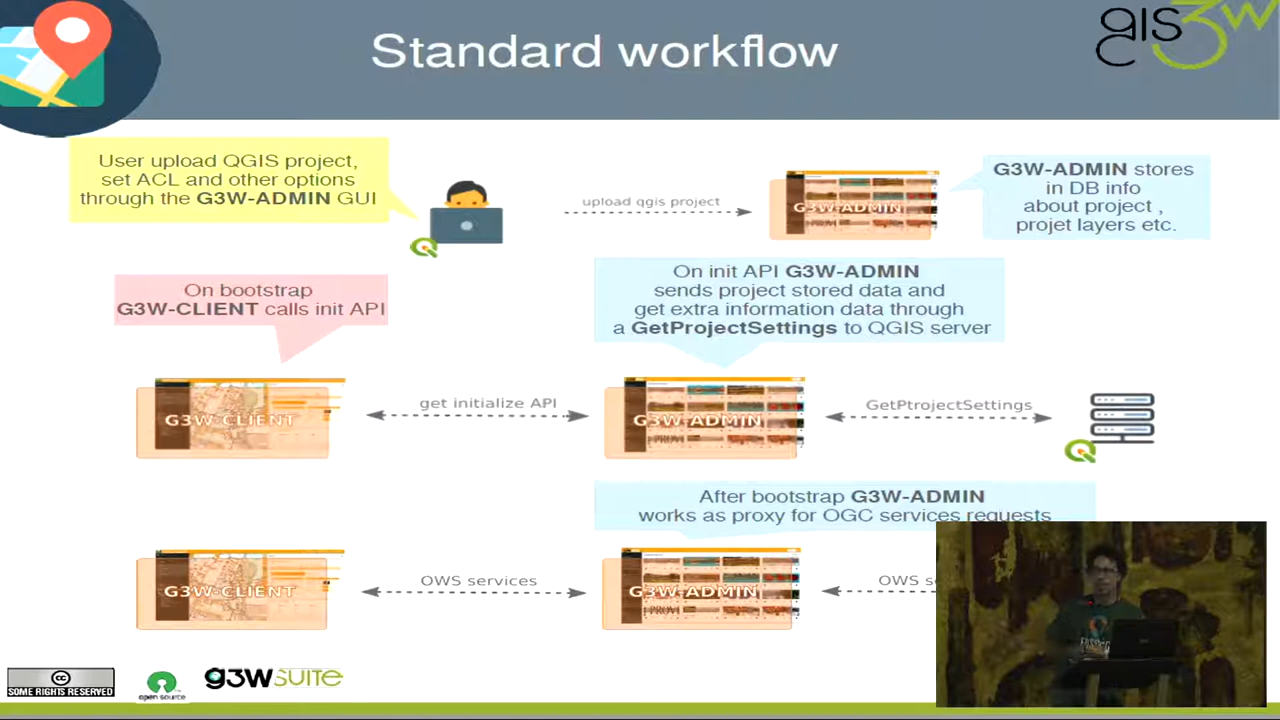 Standard workflow
gis3w
User upload QGIS project,
set ACL and other options
through the G3W-ADMIN GUI
upload qgis project
G3W-ADMIN
G3W-ADMIN stores
in DB info
about project ,
projet layers etc.
On bootstrap
G3W-CLIENT calls init API
On init API G3W-ADMIN
sends project stored data and
get extra information data through
a GetProjectSettings to QGIS server
G3W-CLIENT
get initialize API
G3W-ADMIN
GetPtrojectSettings
After bootstrap G3W-ADMIN
works as proxy for OGC services requests
G3W-CLIENT
OWS services
G3W-ADMIN
OWS
cc
SOME RIGHTS RESERVED
open source
g3wSUITE